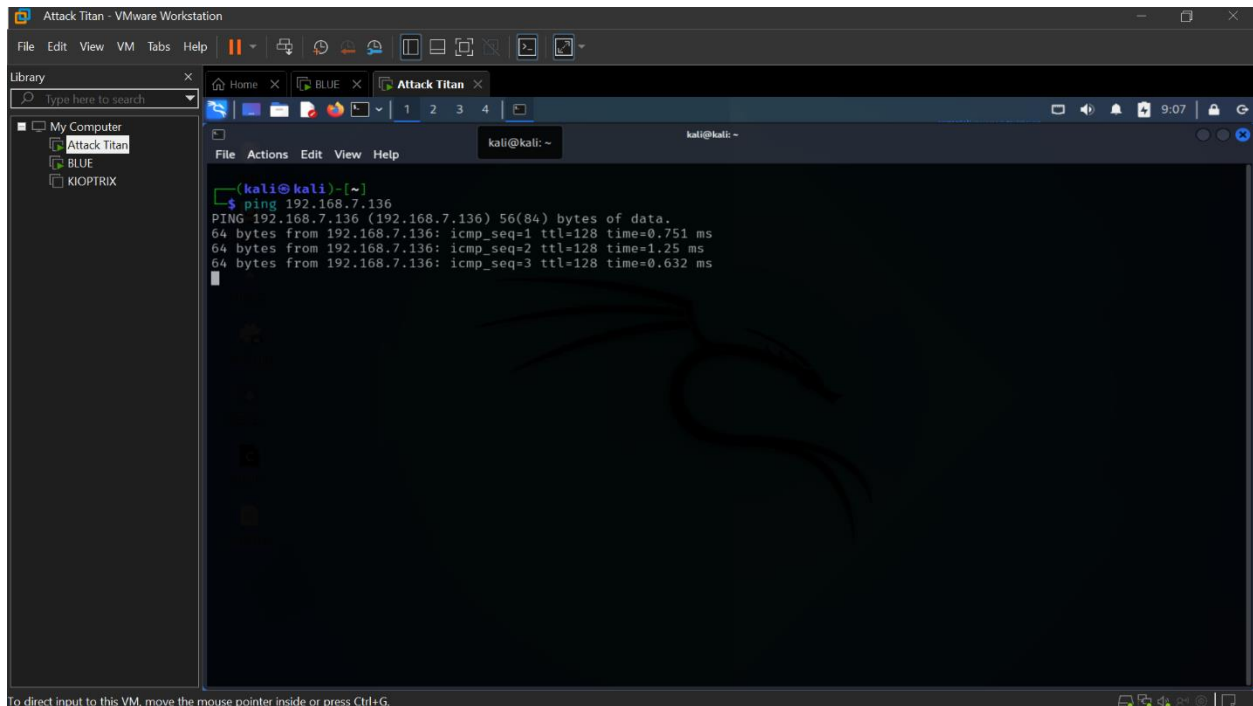 Attack Titan - VMware Workstation
File Edit View VM Tabs Help
Library
Type here to search
My Computer
Attack Titan
BLUE
KIOPTRIX
Home BLUE Attack Titan
1 2 3 4 9:07
kali@kali: ~
kali@kali: ~
File Actions Edit View Help
(kali㉿kali)-[~]
$ ping 192.168.7.136
PING 192.168.7.136 (192.168.7.136) 56(84) bytes of data.
64 bytes from 192.168.7.136: icmp_seq=1 ttl=128 time=0.751 ms
64 bytes from 192.168.7.136: icmp_seq=2 ttl=128 time=1.25 ms
64 bytes from 192.168.7.136: icmp_seq=3 ttl=128 time=0.632 ms
To direct input to this VM, move the mouse pointer inside or press Ctrl+G.